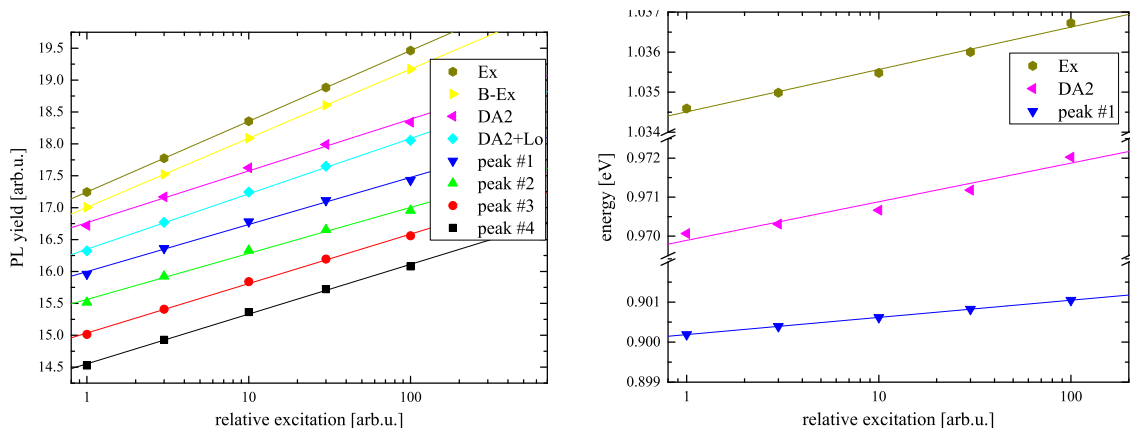 19.5
19.0
18.5
18.0
17.5
17.0
16.5
16.0
15.5
15.0
14.5
PL yield [arb.u.]
1
10
100
relative excitation [arb.u.]
Ex
B-Ex
DA2
DA2+Lo
peak #1
peak #2
peak #3
peak #4
1.037
1.036
1.035
1.034
0.972
0.971
0.970
0.901
0.900
0.899
energy [eV]
1
10
100
relative excitation [arb.u.]
Ex
DA2
peak #1